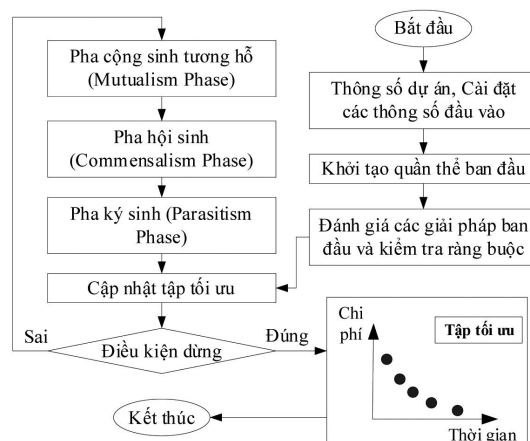 Pha cộng sinh tương hỗ
(Mutualism Phase)
Pha hội sinh
(Commensalism Phase)
Pha ký sinh (Parasitism
Phase)
Cập nhật tập tối ưu
Sai
Điều kiện dừng
Đúng
Kết thúc
Bắt đầu
Thông số dự án, Cài đặt
các thông số đầu vào
Khởi tạo quần thể ban đầu
Đánh giá các giải pháp ban
đầu và kiểm tra ràng buộc
Chi
phí
Tập tối ưu
Thời gian